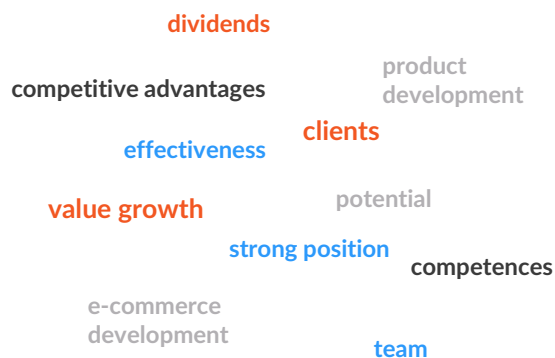 dividends
product
development
competitive advantages
clients
effectiveness
potential
value growth
strong position
competences
e-commerce
development
team